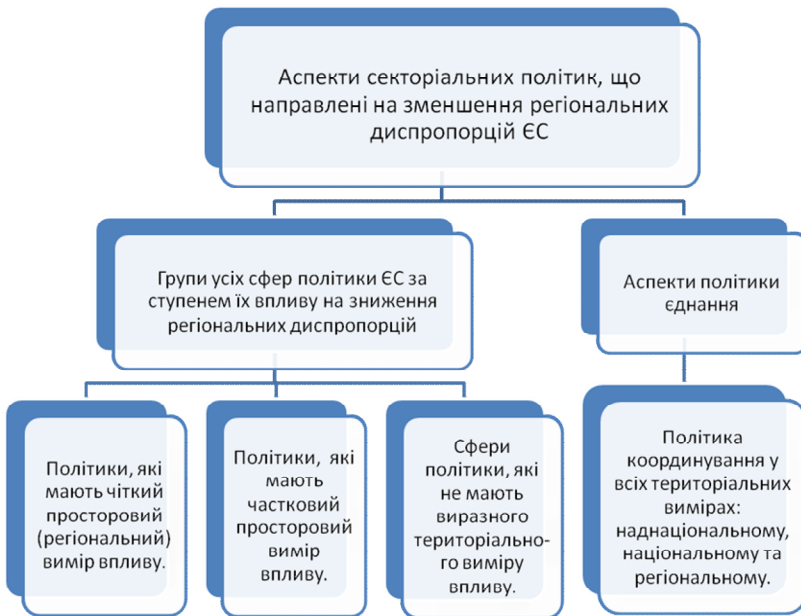 Аспекти секторіальних політик, що
направлені на зменшення регіональних
диспропорцій ЄС
Групи усіх сфер політики ЄС за
ступенем їх впливу на зниження
регіональних диспропорцій
Аспекти політики
єднання
Політики, які
мають чіткий
просторовий
(регіональний)
вимір впливу.
Політики, які
мають
частковий
просторовий
вимір
впливу.
Сфери
політики, які
не мають
виразного
територіально-
го виміру
впливу.
Політика
координування у
всіх територіальних
вимірах:
наднаціональному,
національному та
регіональному.